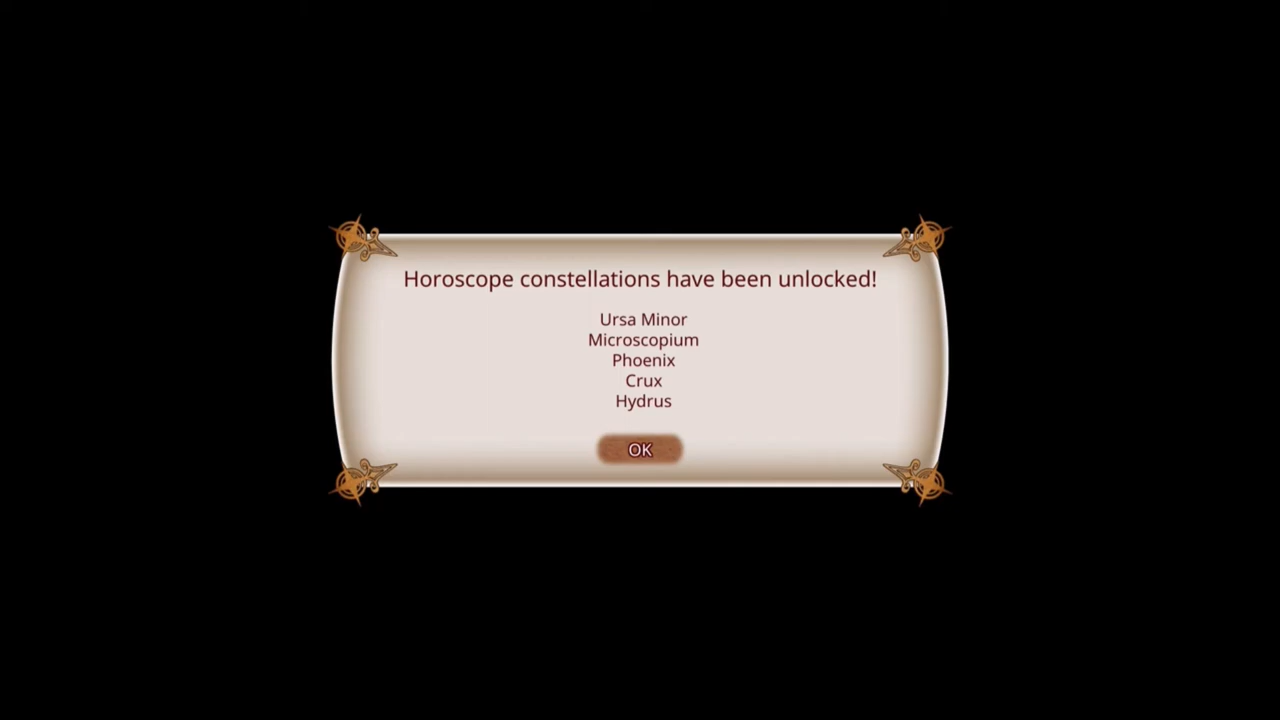 Horoscope constellations have been unlocked!
Ursa Minor
Microscopium
Phoenix
Crux
Hydrus
OK